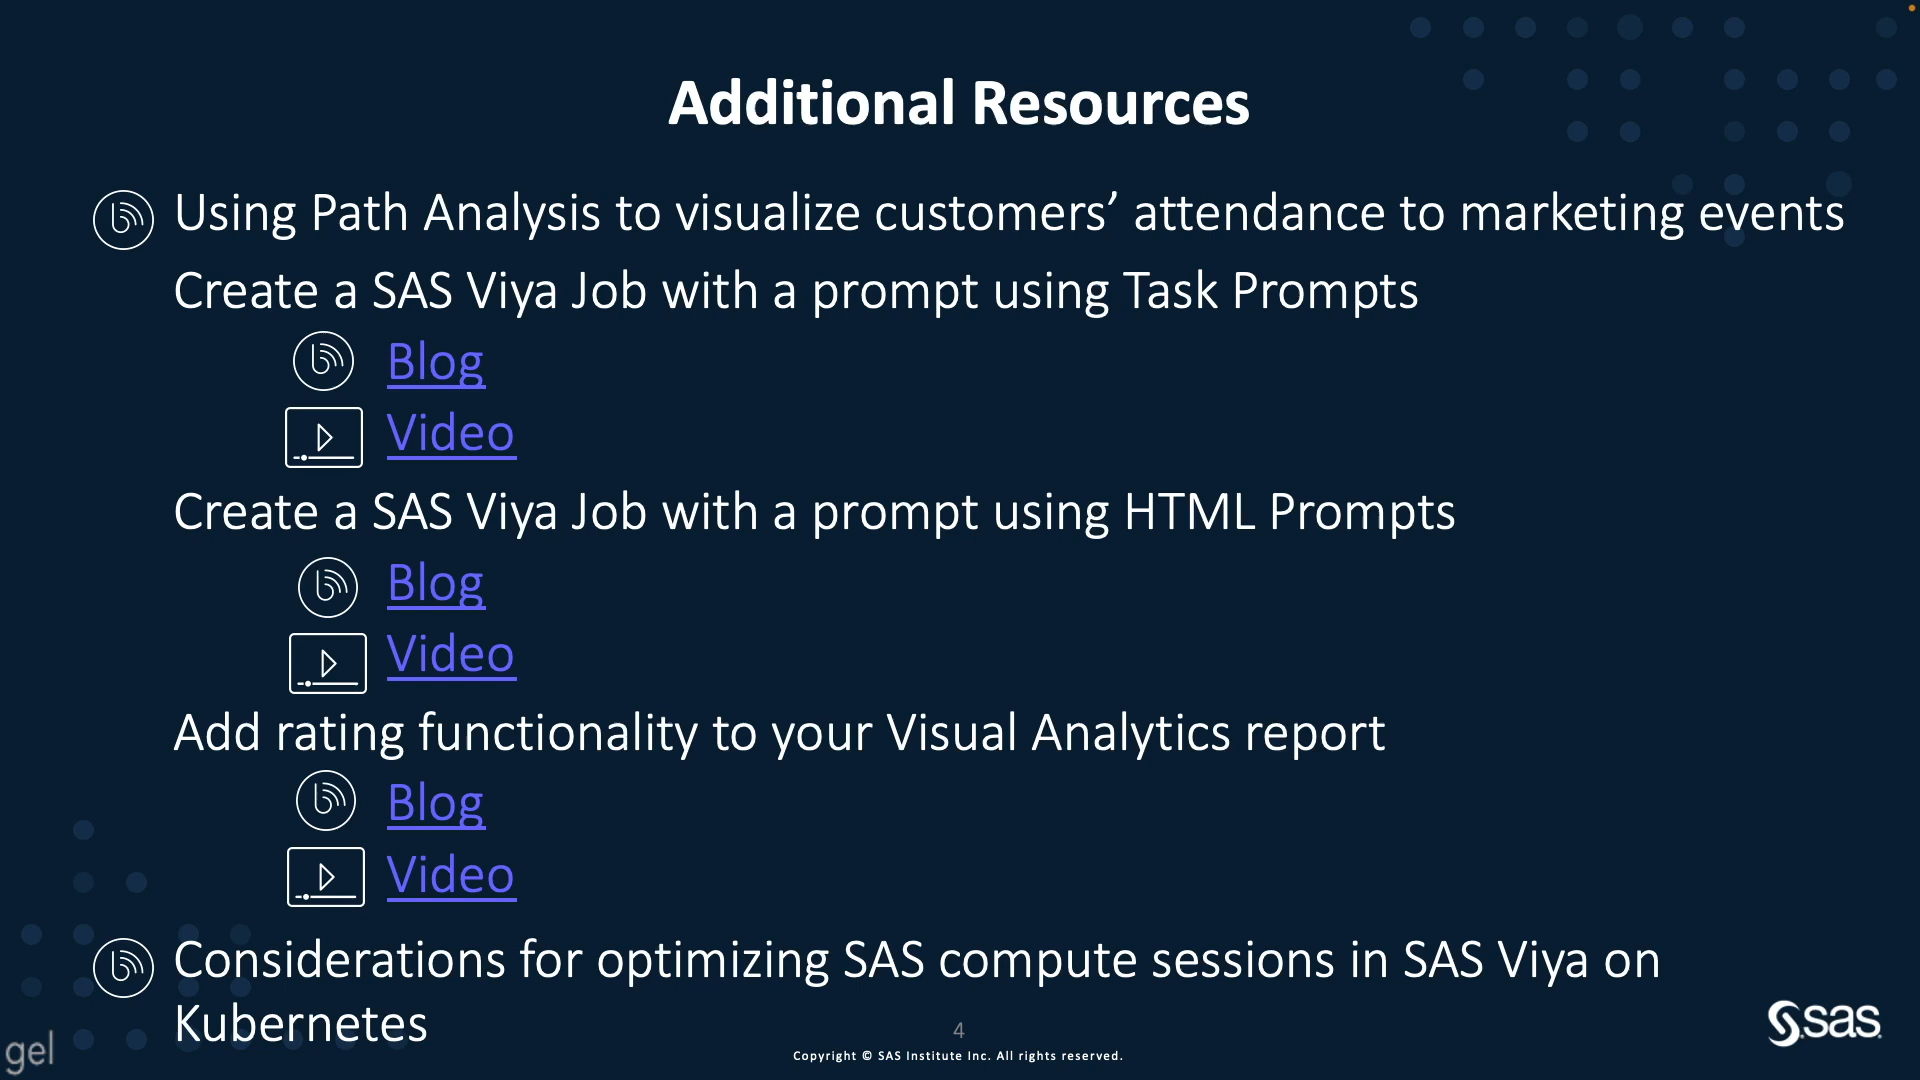 Additional Resources
Using Path Analysis to visualize customers’ attendance to marketing events
Create a SAS Viya Job with a prompt using Task Prompts
Blog
Video
Create a SAS Viya Job with a prompt using HTML Prompts
Blog
Video
Add rating functionality to your Visual Analytics report
Blog
Video
Considerations for optimizing SAS compute sessions in SAS Viya on
Kubernetes
4
Copyright © SAS Institute Inc. All rights reserved.
gel
sas